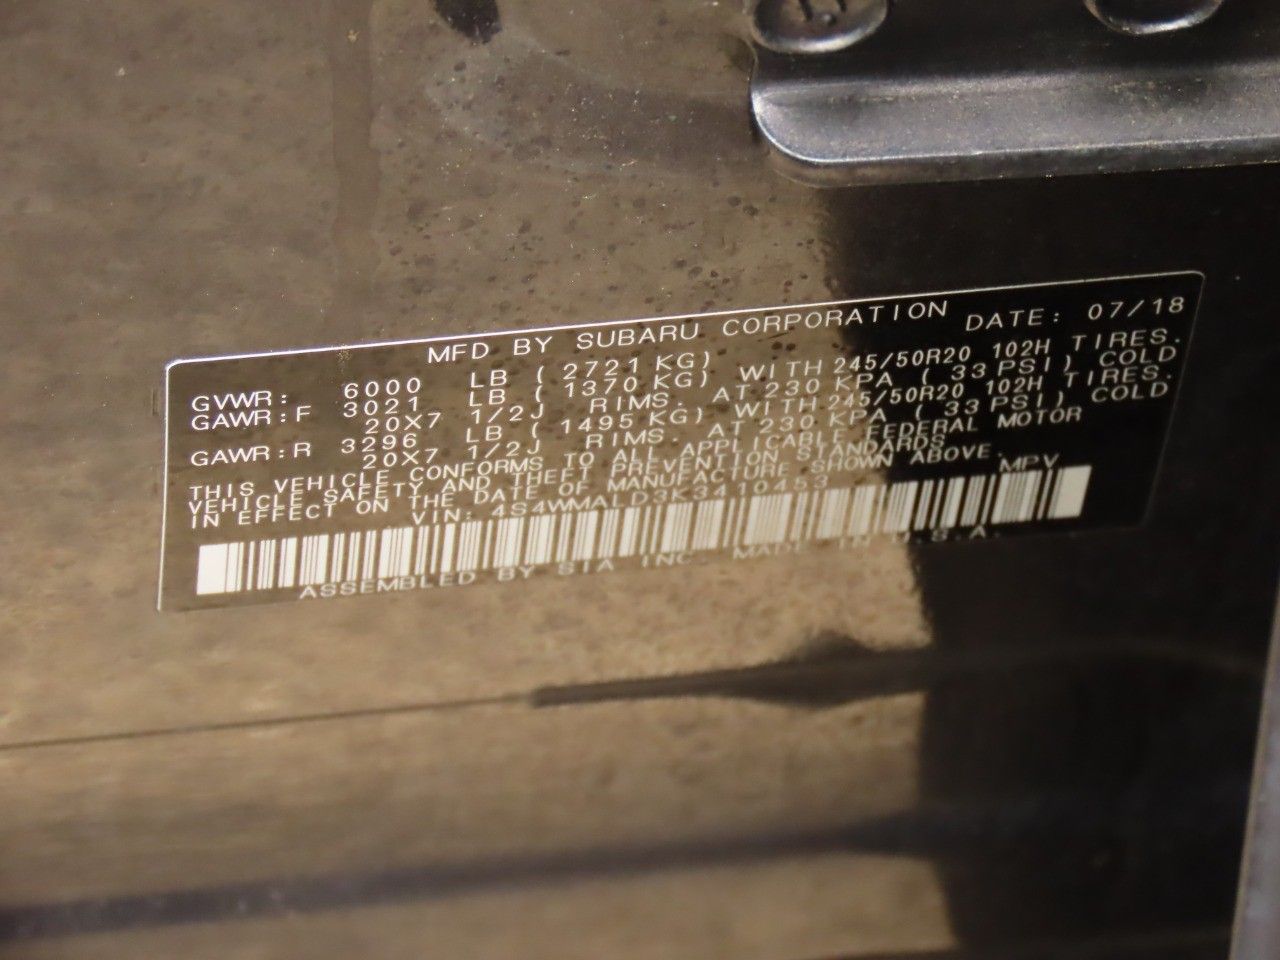 MFD BY SUBARU CORPORATION DATE: 07/18
GVWR: 6000 LB ( 2721 KG)
GAWR:F 3021 LB ( 1370 KG) WITH 245/50R20 102H TIRES.
20X7 1/2J RIMS. AT 230 KPA ( 33 PSI) COLD
GAWR:R 3296 LB ( 1495 KG) WITH 245/50R20 102H TIRES.
20X7 1/2J RIMS. AT 230 KPA ( 33 PSI) COLD
THIS VEHICLE CONFORMS TO ALL APPLICABLE FEDERAL MOTOR
VEHICLE SAFETY AND THEFT PREVENTION STANDARDS
IN EFFECT ON THE DATE OF MANUFACTURE SHOWN ABOVE.
VIN: 4S4WMALD3K3410453 MPV
ASSEMBLED BY SIA INC. MADE IN U.S.A.